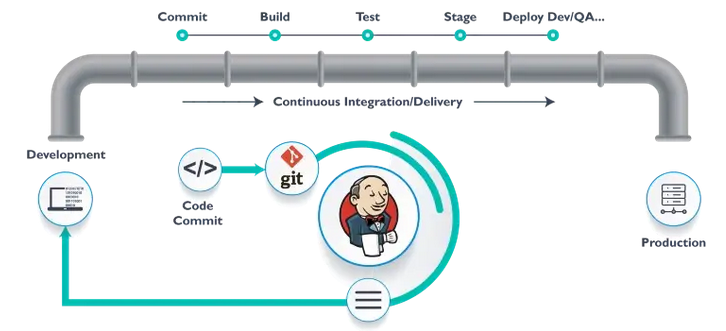 Commit Build Test Stage Deploy Dev/QA...
Continuous Integration/Delivery
Development
</>
git
Code
Commit
Production